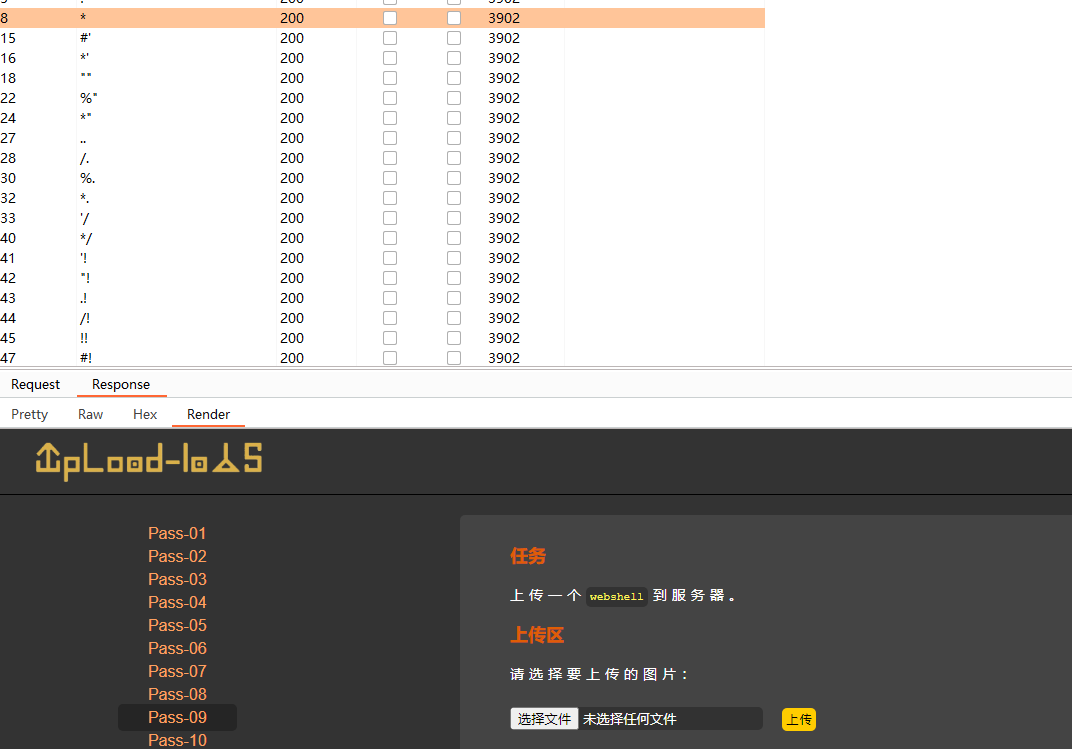 8 * 200 3902
15 #' 200 3902
16 *' 200 3902
18 "" 200 3902
22 %" 200 3902
24 *" 200 3902
27 .. 200 3902
28 /. 200 3902
30 %. 200 3902
32 *. 200 3902
33 '/ 200 3902
40 */ 200 3902
41 '! 200 3902
42 "! 200 3902
43 .! 200 3902
44 /! 200 3902
45 !! 200 3902
47 #! 200 3902
Request Response
Pretty Raw Hex Render
UpLoad-labs
Pass-01
Pass-02
Pass-03
Pass-04
Pass-05
Pass-06
Pass-07
Pass-08
Pass-09
Pass-10
任务
上传一个 webshell 到服务器。
上传区
请选择要上传的图片：
选择文件 未选择任何文件 上传